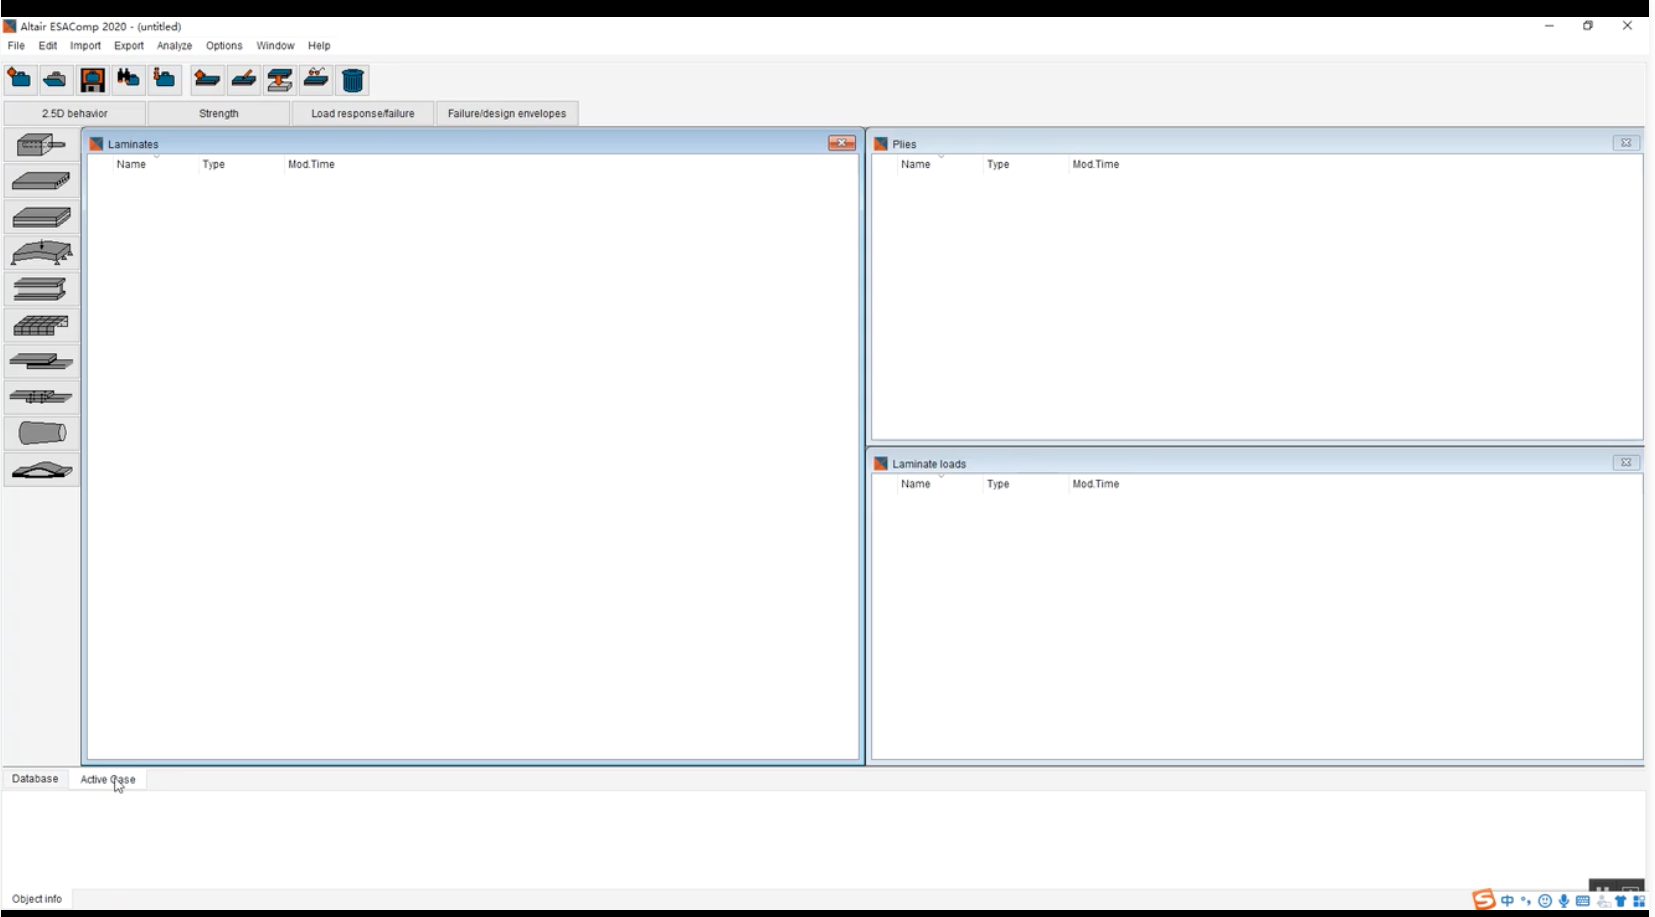 Altair ESAComp 2020 - (untitled)
File Edit Import Export Analyze Options Window Help
2.5D behavior Strength Load response/failure Failure/design envelopes
Laminates
Name Type Mod.Time
Plies
Name Type Mod.Time
Laminate loads
Name Type Mod.Time
Database Active Case
Object info
中